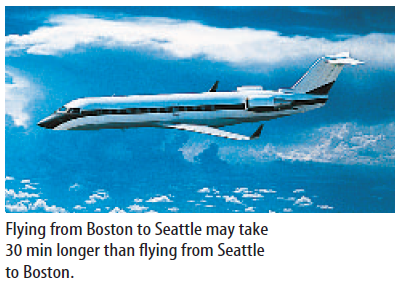 Flying from Boston to Seattle may take
30 min longer than flying from Seattle
to Boston.